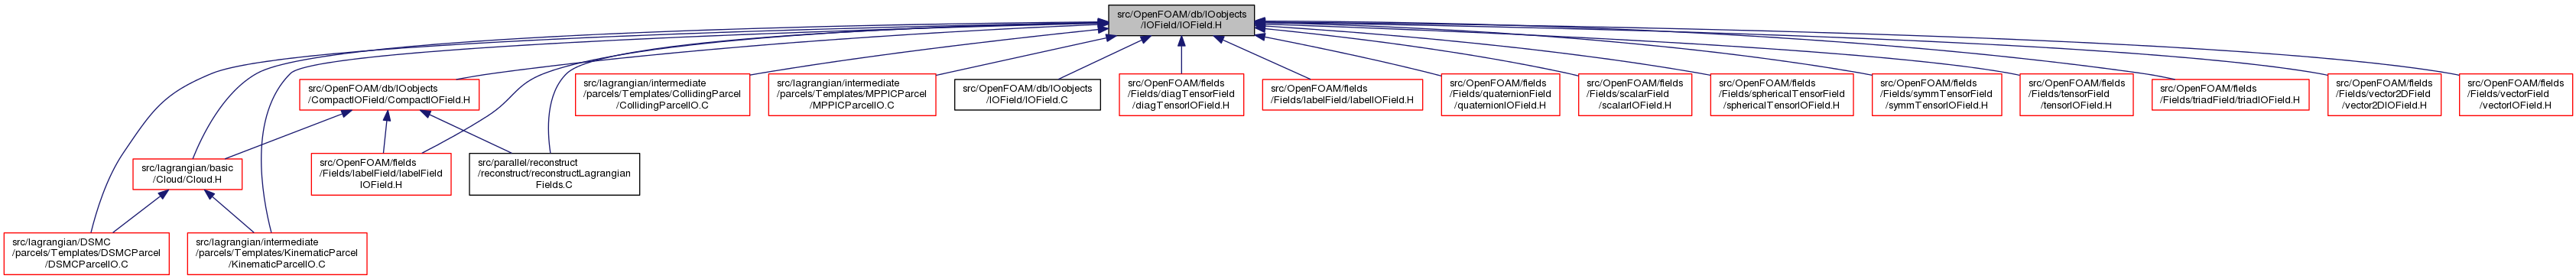 src/OpenFOAM/db/IOobjects
/IOField/IOField.H
src/OpenFOAM/db/IOobjects
/CompactIOField/CompactIOField.H
src/lagrangian/intermediate
/parcels/Templates/CollidingParcel
/CollidingParcelIO.C
src/lagrangian/intermediate
/parcels/Templates/MPPICParcel
/MPPICParcelIO.C
src/OpenFOAM/db/IOobjects
/IOField/IOField.C
src/OpenFOAM/fields
/Fields/diagTensorField
/diagTensorIOField.H
src/OpenFOAM/fields
/Fields/labelField/labelIOField.H
src/OpenFOAM/fields
/Fields/quaternionField
/quaternionIOField.H
src/OpenFOAM/fields
/Fields/scalarField
/scalarIOField.H
src/OpenFOAM/fields
/Fields/sphericalTensorField
/sphericalTensorIOField.H
src/OpenFOAM/fields
/Fields/symmTensorField
/symmTensorIOField.H
src/OpenFOAM/fields
/Fields/tensorField
/tensorIOField.H
src/OpenFOAM/fields
/Fields/triadField/triadIOField.H
src/OpenFOAM/fields
/Fields/vector2DField
/vector2DIOField.H
src/OpenFOAM/fields
/Fields/vectorField
/vectorIOField.H
src/lagrangian/basic
/Cloud/Cloud.H
src/OpenFOAM/fields
/Fields/labelField/labelField
IOField.H
src/parallel/reconstruct
/reconstruct/reconstructLagrangian
Fields.C
src/lagrangian/DSMC
/parcels/Templates/DSMCParcel
/DSMCParcelIO.C
src/lagrangian/intermediate
/parcels/Templates/KinematicParcel
/KinematicParcelIO.C